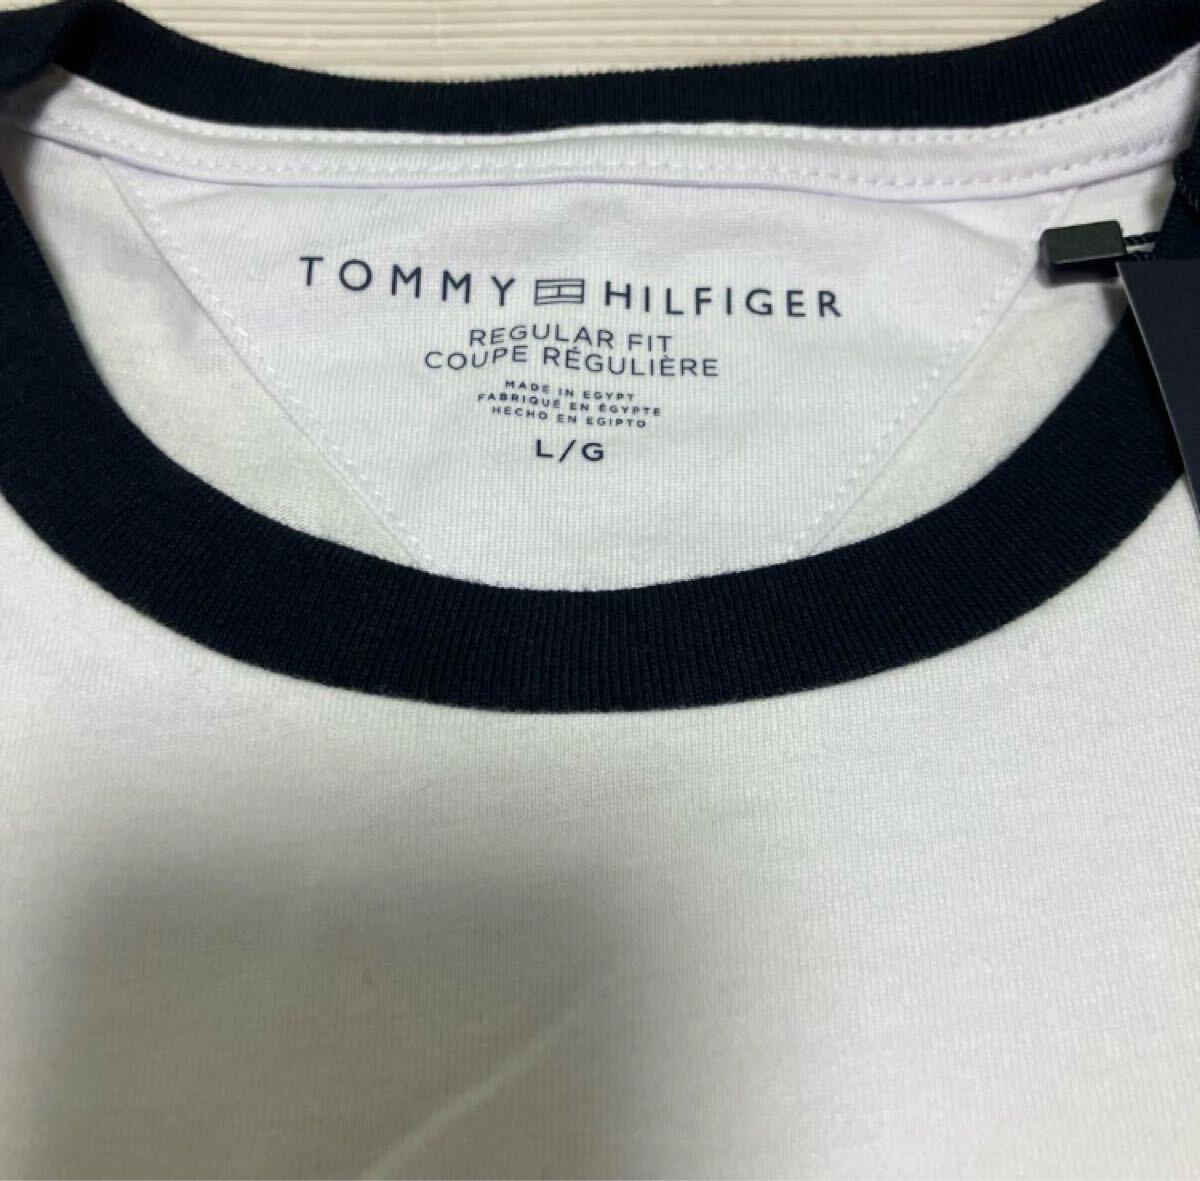 TOMMY HILFIGER
REGULAR FIT
COUPE RÉGULIÈRE
MADE IN EGYPT
FABRIQUÉ EN ÉGYPTE
HECHO EN EGIPTO
L/G